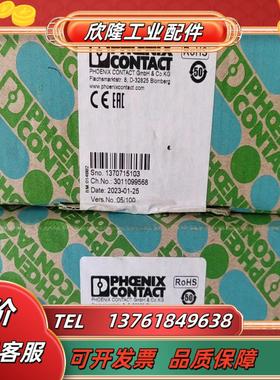 欣隆工业配件
PHOENIX
CONTACT
RoHS
50
PHOENIX CONTACT GmbH & Co.KG
Flachsmarktstr. 8, D-32825 Blomberg
www.phoenixcontact.com
CE EAC
Sno. 1370715103
Ch.No.: 3011099568
Date: 2023-01-25
Vers.No.:05/100
PHOENIX
CONTACT
RoHS
50
价
客服
TEL 13761849638
可开发票 品质保障